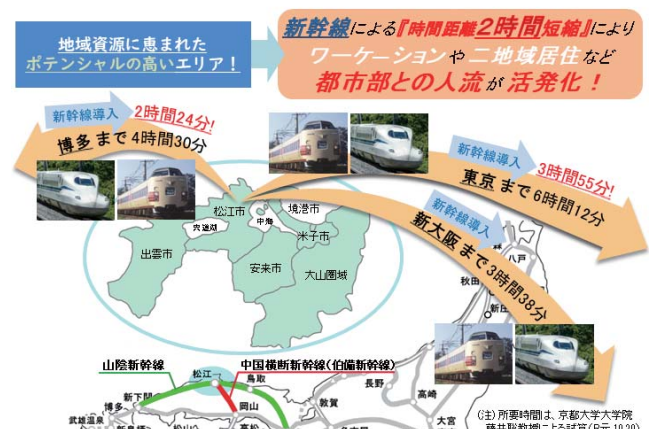 地域資源に恵まれた
ポテンシャルの高いエリア！
新幹線による『時間距離2時間短縮』により
ワーケーションや二地域居住など
都市部との人流が活発化！
新幹線導入
2時間24分!
博多まで4時間30分
新幹線導入
3時間55分!
東京まで6時間12分
新幹線導入
新大阪まで3時間38分
松江市
境港市
中海
宍道湖
米子市
出雲市
安来市
大山圏域
八戸
秋田
山陰新幹線
中国横断新幹線(伯備新幹線)
松江
鳥取
新下関
岡山
博多
長野
高崎
敦賀
大宮
武雄温泉
(注)所要時間は、京都大学大学院